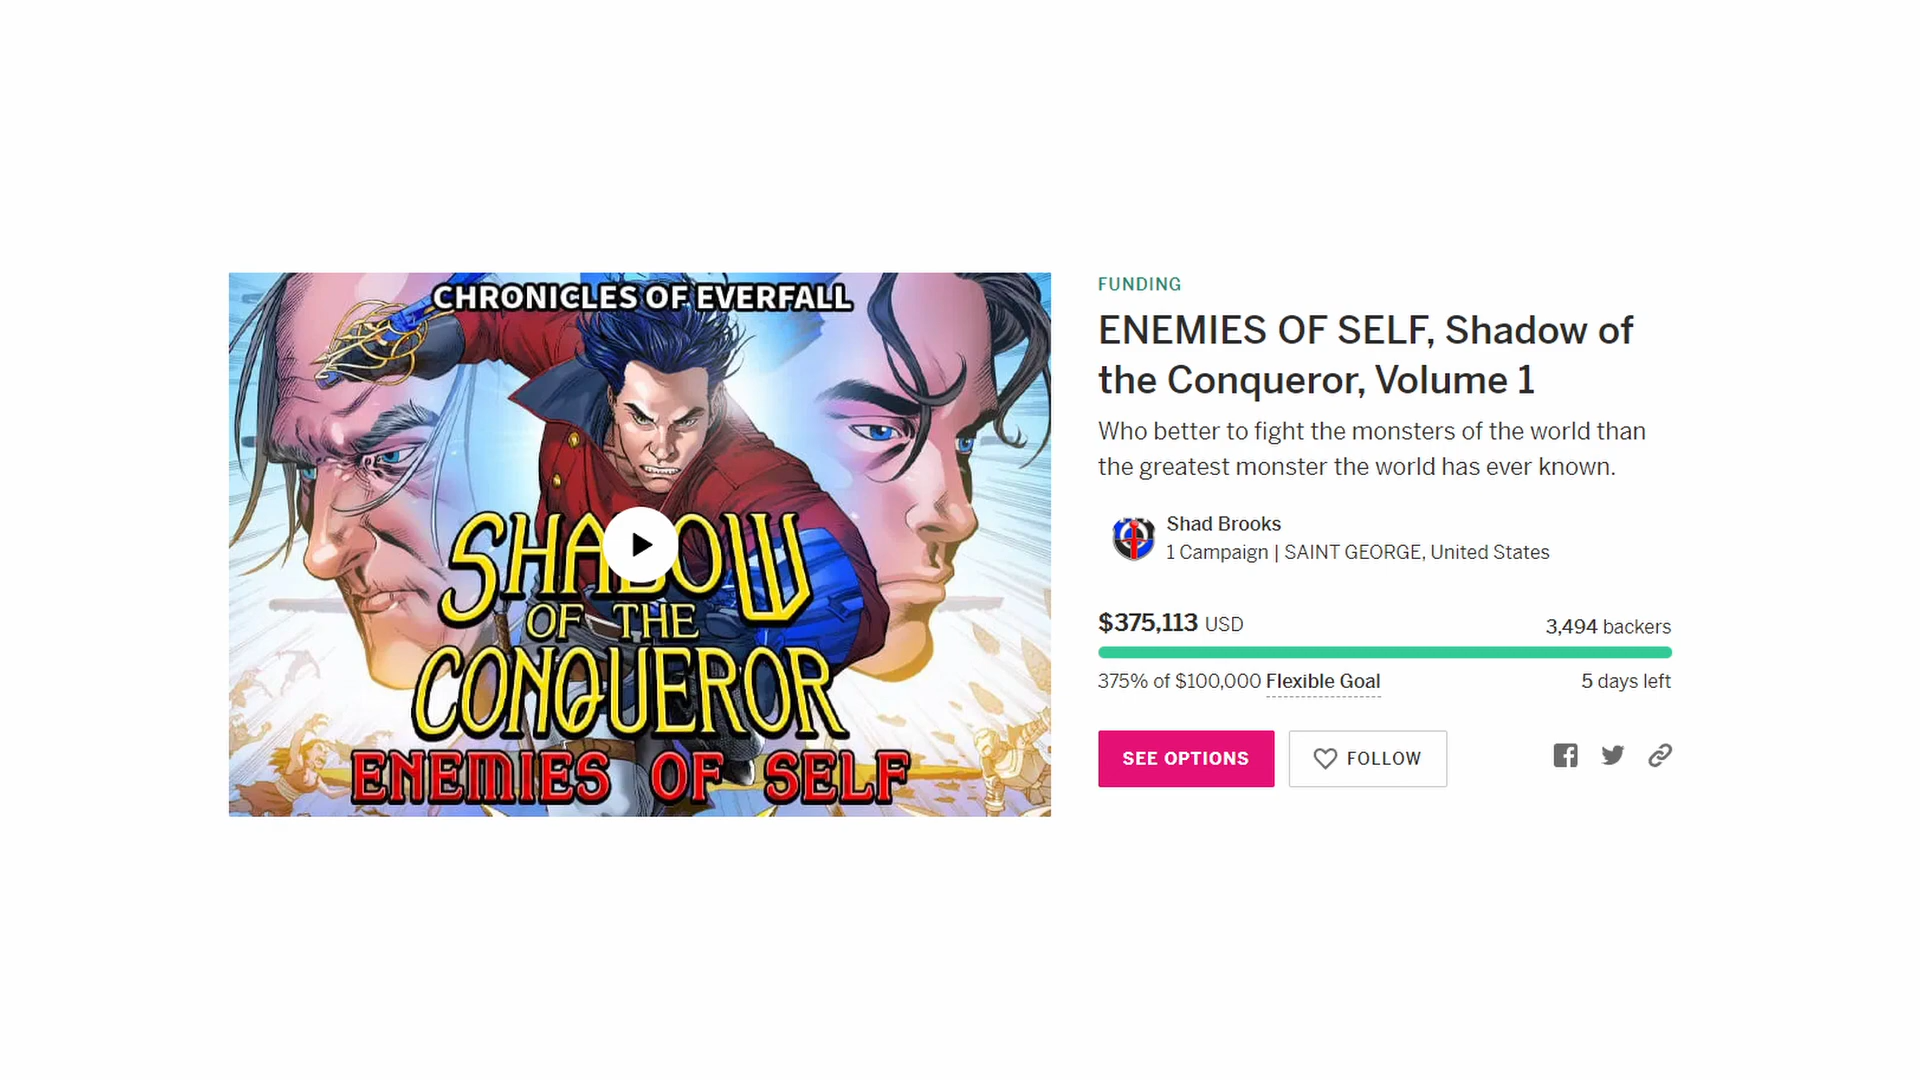 CHRONICLES OF EVERFALL
SHADOW
OF THE
CONQUEROR
ENEMIES OF SELF
FUNDING
ENEMIES OF SELF, Shadow of
the Conqueror, Volume 1
Who better to fight the monsters of the world than
the greatest monster the world has ever known.
Shad Brooks
1 Campaign | SAINT GEORGE, United States
$375,113 USD
3,494 backers
375% of $100,000 Flexible Goal
5 days left
SEE OPTIONS
FOLLOW